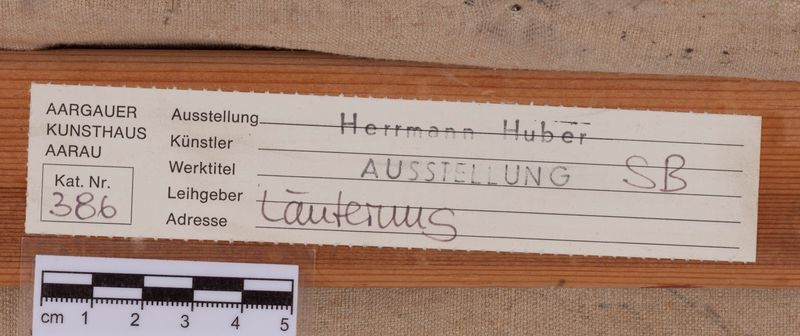 AARGAUER
KUNSTHAUS
AARAU
Kat. Nr.
386
Ausstellung Herrmann Huber
Künstler
Werktitel AUSSTELLUNG SB
Leihgeber Läuterung
Adresse
cm 1 2 3 4 5